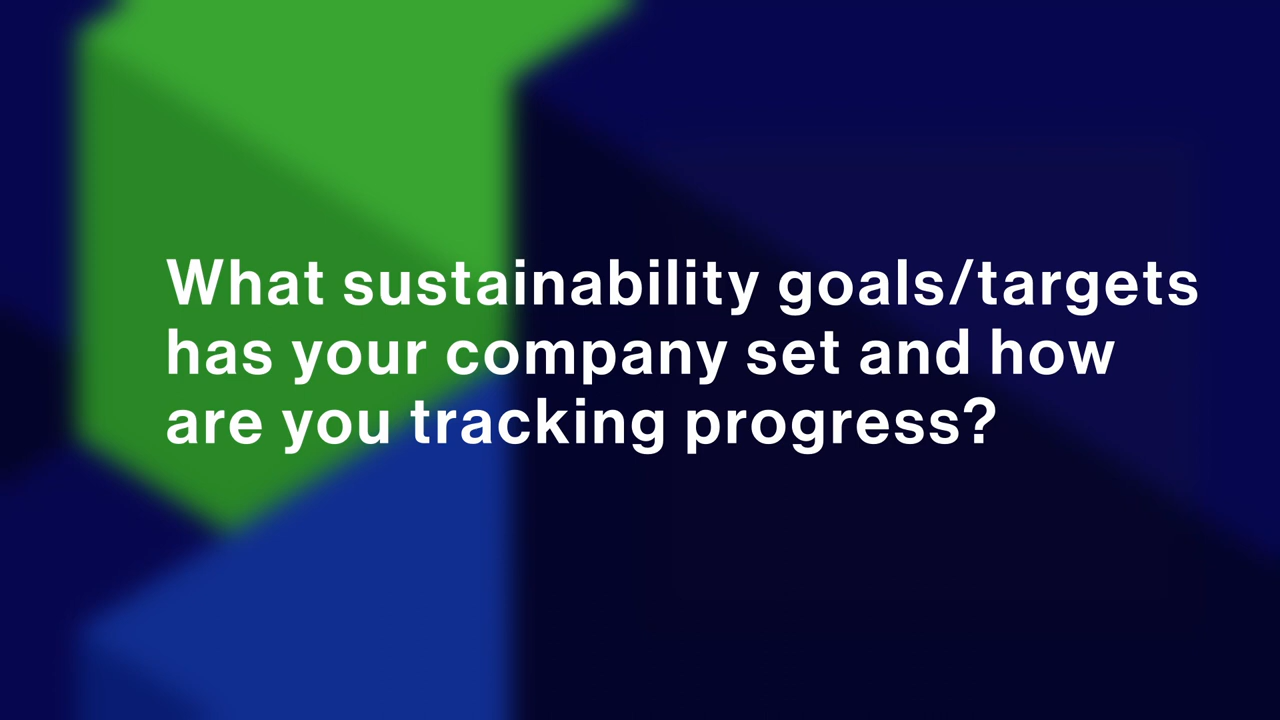 What sustainability goals/targets
has your company set and how
are you tracking progress?